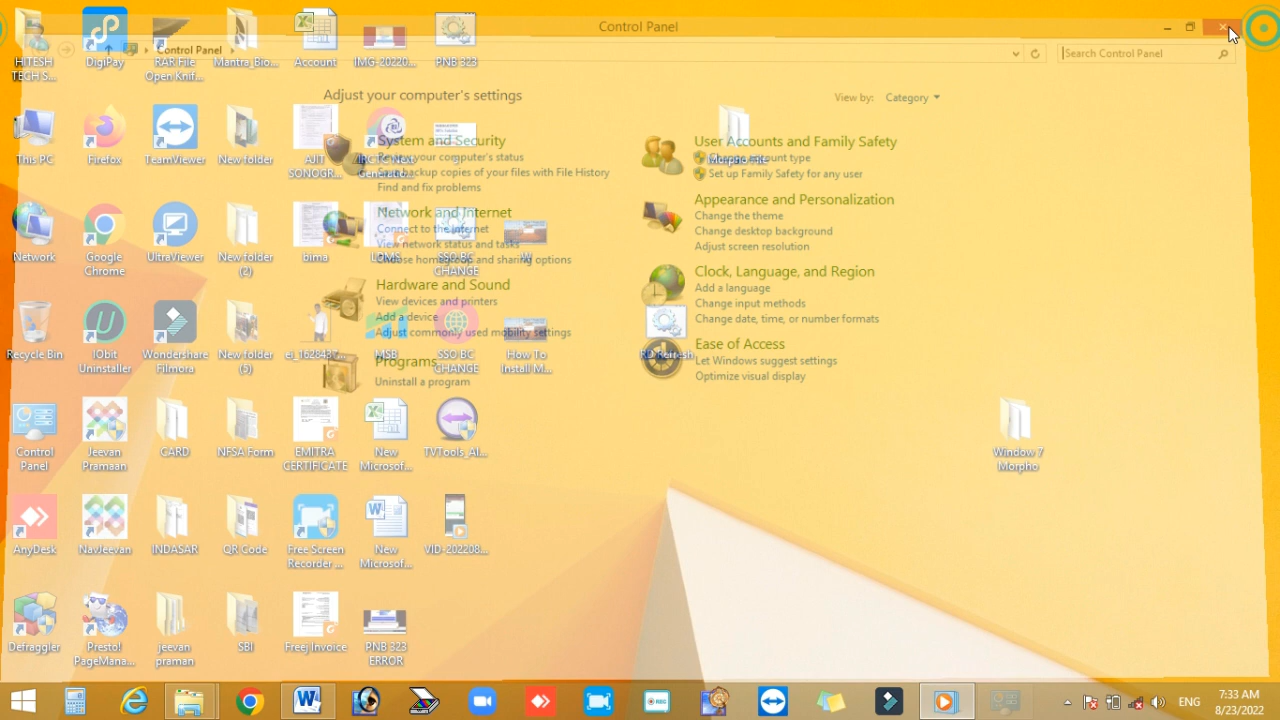 Control Panel
Control Panel
Search Control Panel
Adjust your computer's settings
View by: Category
System and Security
Review your computer's status
Save backup copies of your files with File History
Find and fix problems
Network and Internet
Connect to the Internet
View network status and tasks
Choose homegroup and sharing options
Hardware and Sound
View devices and printers
Add a device
Adjust commonly used mobility settings
Programs
Uninstall a program
User Accounts and Family Safety
Change account type
Set up Family Safety for any user
Appearance and Personalization
Change the theme
Change desktop background
Adjust screen resolution
Clock, Language, and Region
Add a language
Change input methods
Change date, time, or number formats
Ease of Access
Let Windows suggest settings
Optimize visual display
HITESH
TECH S...
DigiPay
RAR File
Open Knif...
Mantra_Bio...
Account
IMG-20220...
PNB 323
This PC
Firefox
TeamViewer
New folder
AJIT
SONOGR...
Network
Google
Chrome
UltraViewer
New folder
(2)
bima
SSO BC
CHANGE
Recycle Bin
IObit
Uninstaller
Wondershare
Filmora
New folder
(5)
ei_162843...
MSB
SSO BC
CHANGE
How To
Install M...
RD Refresh
Control
Panel
Jeevan
Pramaan
CARD
NFSA Form
EMITRA
CERTIFICATE
New
Microsof...
TVTools_Al...
Window 7
Morpho
AnyDesk
NavJeevan
INDASAR
QR Code
Free Screen
Recorder ...
New
Microsof...
VID-202208...
Defraggler
Presto!
PageMana...
jeevan
praman
SBI
Freej Invoice
PNB 323
ERROR
ENG
7:33 AM
8/23/2022